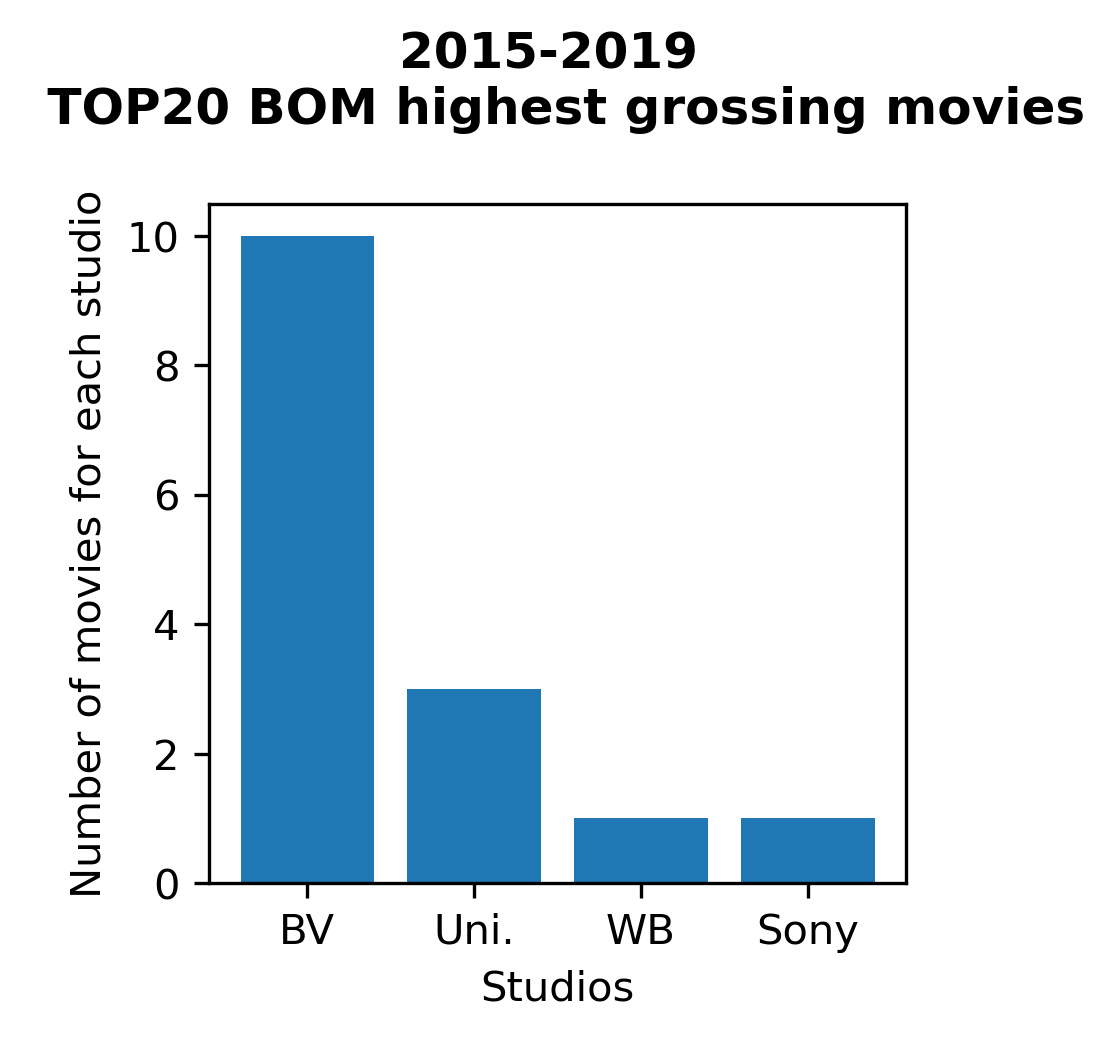 2015-2019
TOP20 BOM highest grossing movies
Number of movies for each studio
10
8
6
4
2
0
BV Uni. WB Sony
Studios